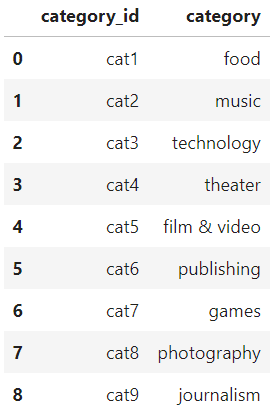 category_id category
0 cat1 food
1 cat2 music
2 cat3 technology
3 cat4 theater
4 cat5 film & video
5 cat6 publishing
6 cat7 games
7 cat8 photography
8 cat9 journalism